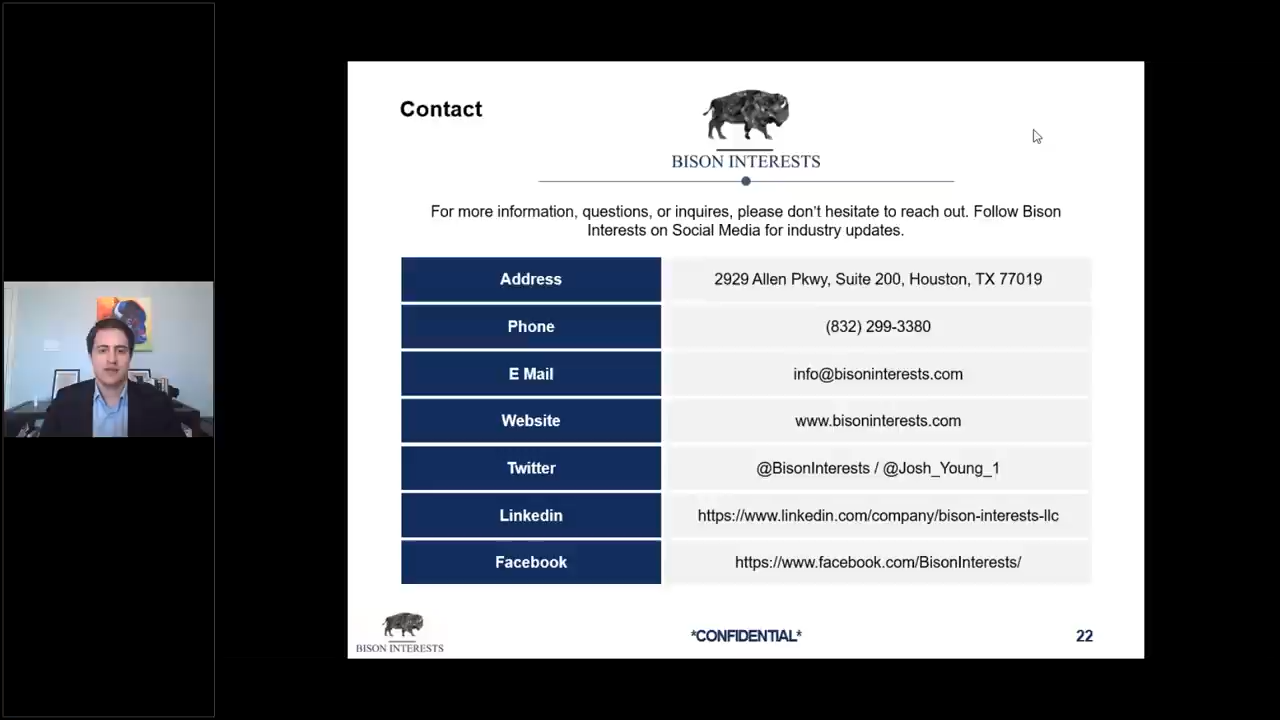 Contact
BISON INTERESTS
For more information, questions, or inquires, please don't hesitate to reach out. Follow Bison
Interests on Social Media for industry updates.
Address 2929 Allen Pkwy, Suite 200, Houston, TX 77019
Phone (832) 299-3380
E Mail info@bisoninterests.com
Website www.bisoninterests.com
Twitter @BisonInterests / @Josh_Young_1
Linkedin https://www.linkedin.com/company/bison-interests-llc
Facebook https://www.facebook.com/BisonInterests/
BISON INTERESTS
*CONFIDENTIAL*
22